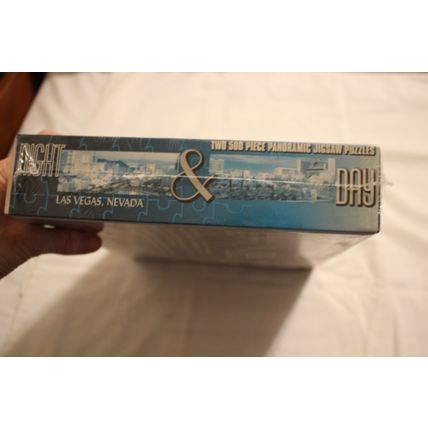 TWO 500 PIECE PANORAMIC JIGSAW PUZZLES
NIGHT
&
DAY
LAS VEGAS, NEVADA